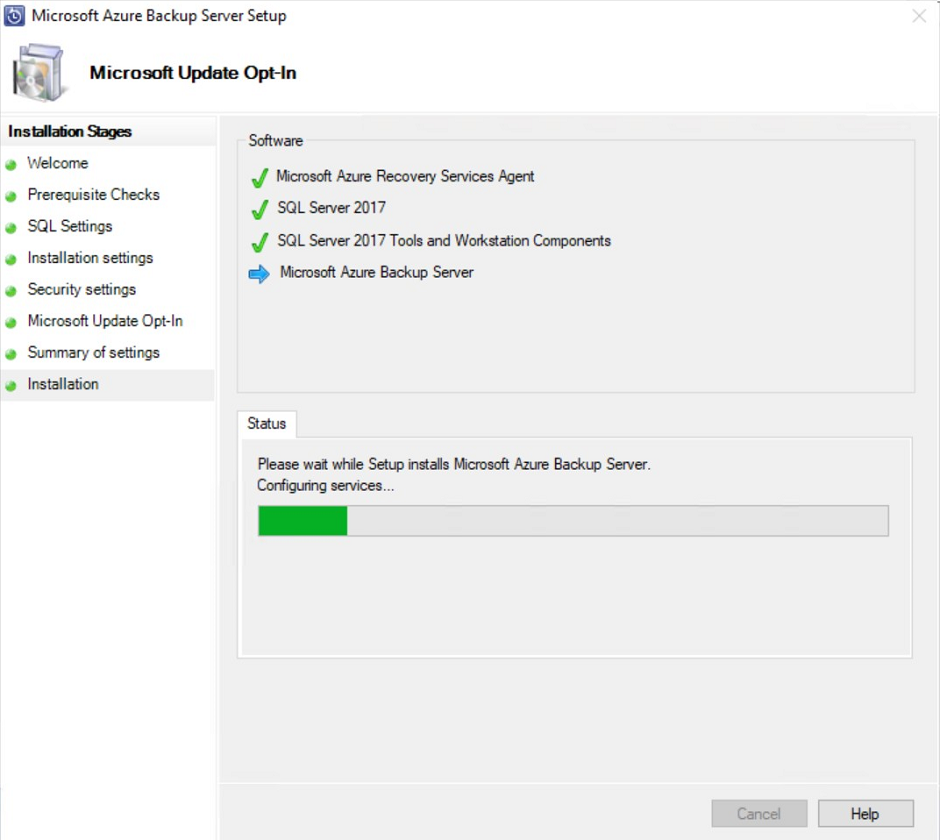 Microsoft Azure Backup Server Setup
Microsoft Update Opt-In
Installation Stages
Welcome
Prerequisite Checks
SQL Settings
Installation settings
Security settings
Microsoft Update Opt-In
Summary of settings
Installation
Software
Microsoft Azure Recovery Services Agent
SQL Server 2017
SQL Server 2017 Tools and Workstation Components
Microsoft Azure Backup Server
Status
Please wait while Setup installs Microsoft Azure Backup Server.
Configuring services...
Cancel
Help